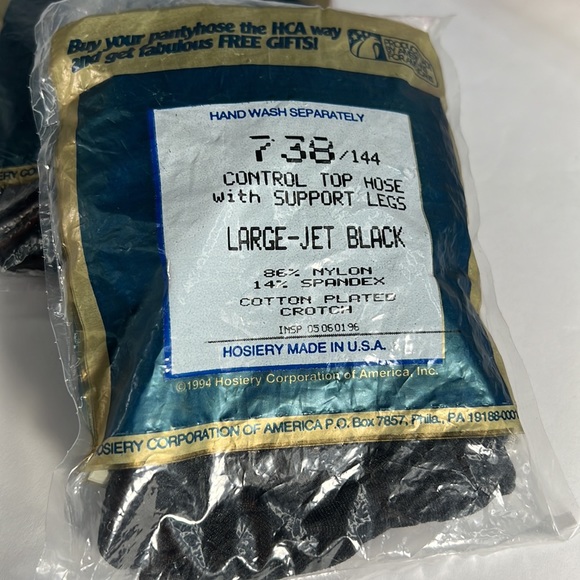 Buy your pantyhose the HCA way
and get fabulous FREE GIFTS!
HAND WASH SEPARATELY
738/144
CONTROL TOP HOSE
with SUPPORT LEGS
LARGE-JET BLACK
86% NYLON
14% SPANDEX
COTTON PLATED
CROTCH
INSP 05060196
HOSIERY MADE IN U.S.A.
©1994 Hosiery Corporation of America, Inc.
HOSIERY CORPORATION OF AMERICA P.O. Box 7857, Phila., PA 19188-0001